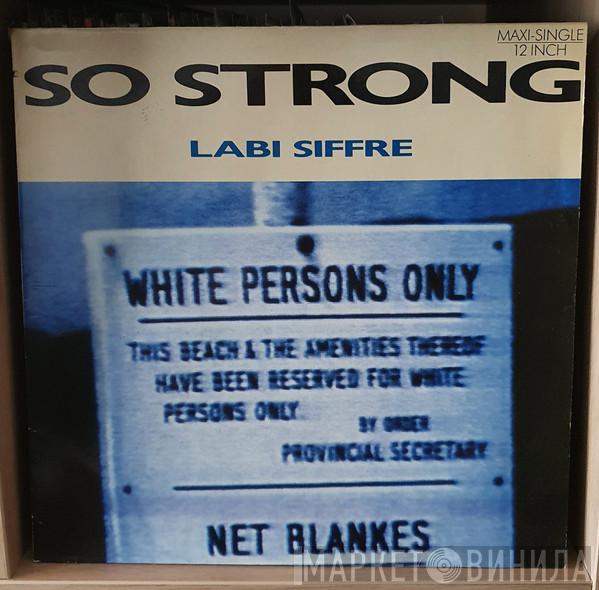 MAXI-SINGLE
12 INCH
SO STRONG
LABI SIFFRE
WHITE PERSONS ONLY
THIS BEACH & THE AMENITIES THEREOF
HAVE BEEN RESERVED FOR WHITE
PERSONS ONLY.
BY ORDER
PROVINCIAL SECRETARY
NET BLANKES
МАРКЕТ ВИНИЛА